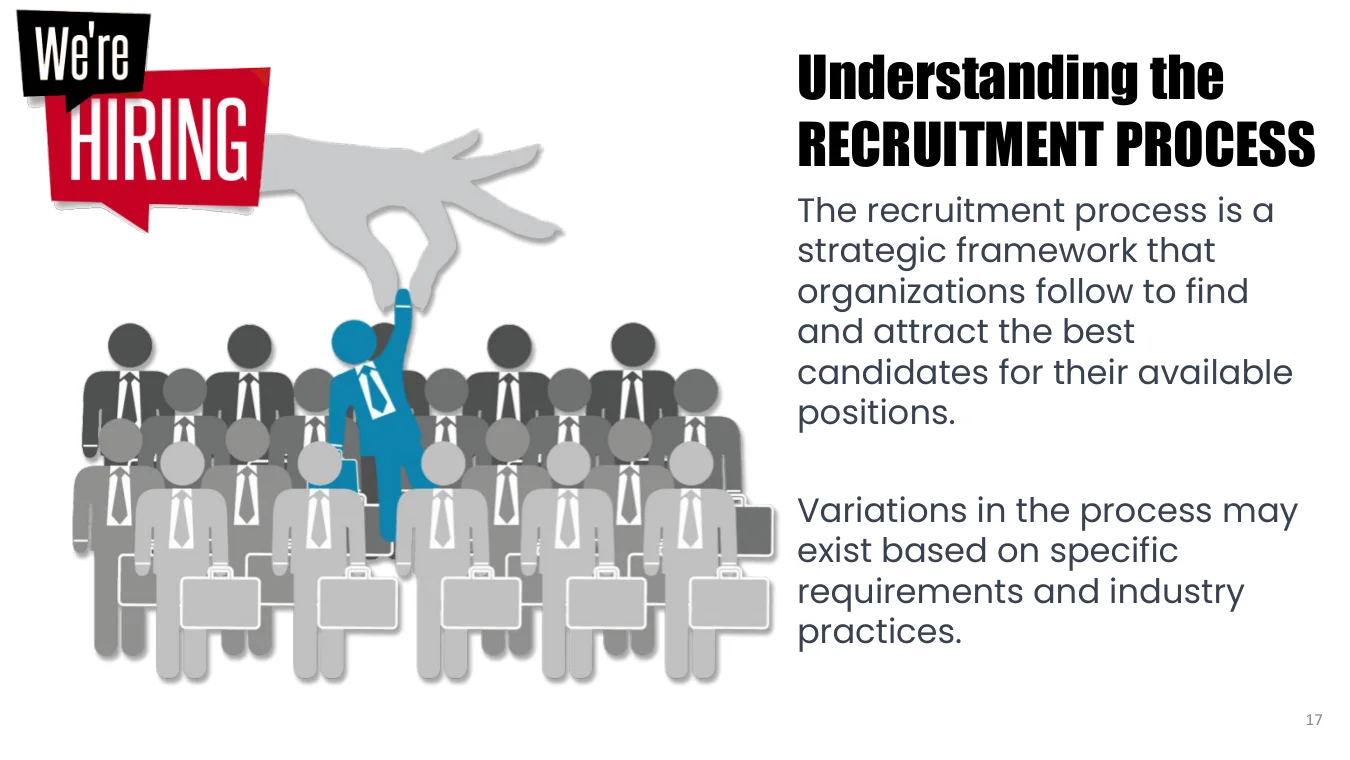 We're
HIRING
Understanding the
RECRUITMENT PROCESS
The recruitment process is a
strategic framework that
organizations follow to find
and attract the best
candidates for their available
positions.
Variations in the process may
exist based on specific
requirements and industry
practices.
17